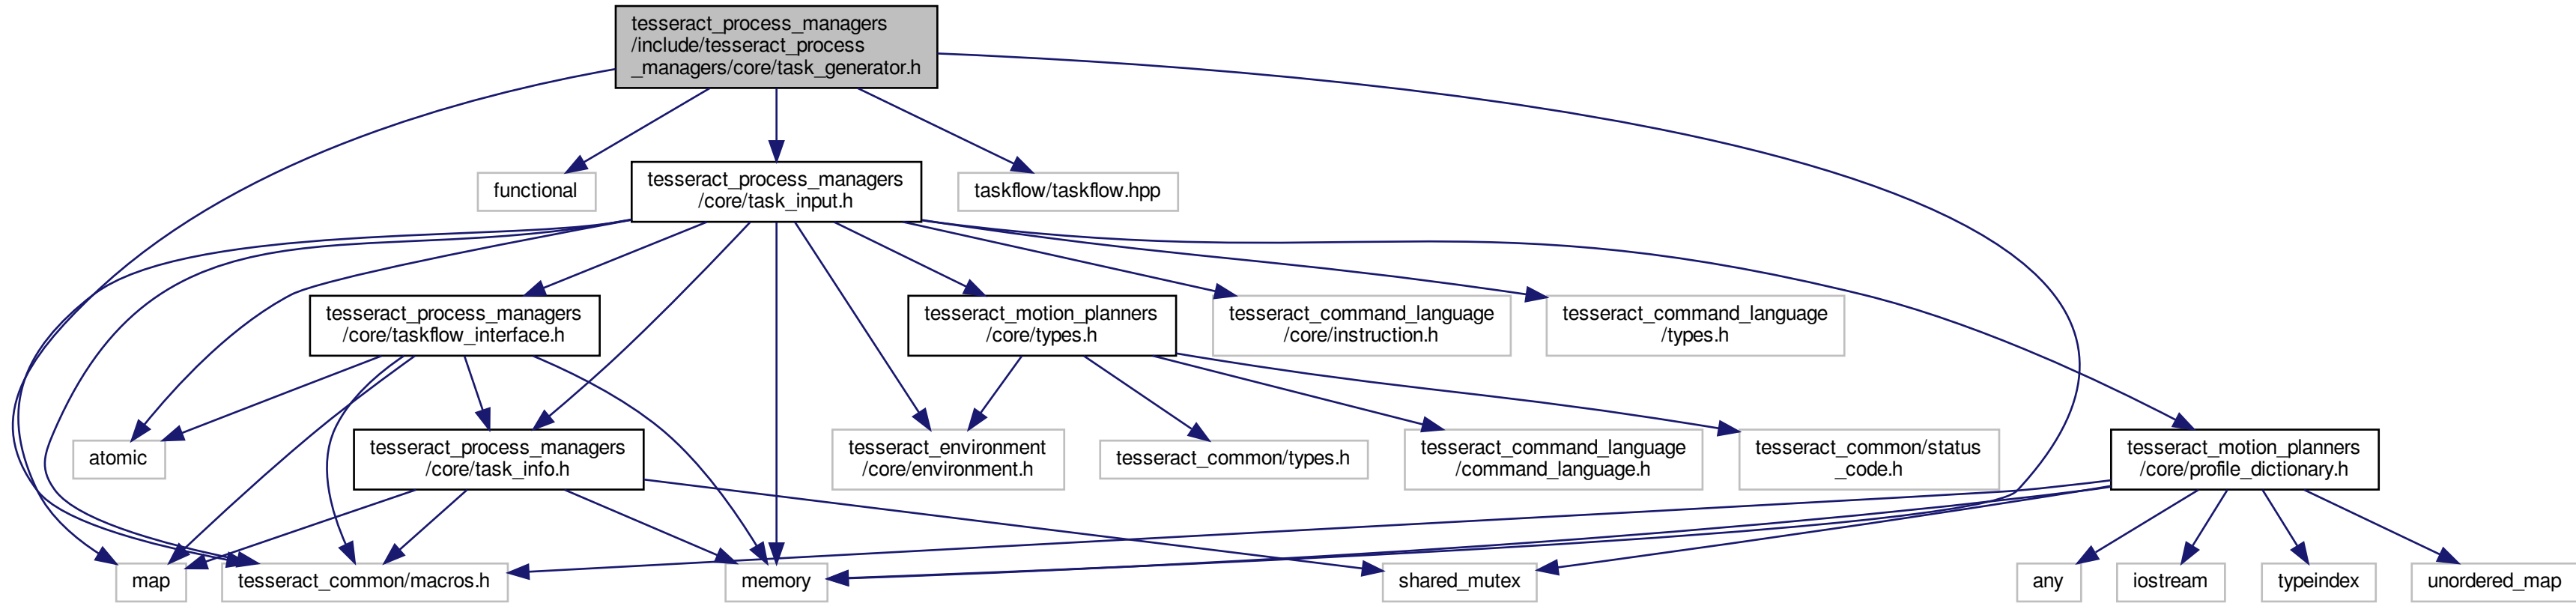 tesseract_process_managers
/include/tesseract_process
_managers/core/task_generator.h
functional
tesseract_process_managers
/core/task_input.h
taskflow/taskflow.hpp
tesseract_process_managers
/core/taskflow_interface.h
tesseract_motion_planners
/core/types.h
tesseract_command_language
/core/instruction.h
tesseract_command_language
/types.h
atomic
tesseract_process_managers
/core/task_info.h
tesseract_environment
/core/environment.h
tesseract_common/types.h
tesseract_command_language
/command_language.h
tesseract_common/status
_code.h
tesseract_motion_planners
/core/profile_dictionary.h
map
tesseract_common/macros.h
memory
shared_mutex
any
iostream
typeindex
unordered_map